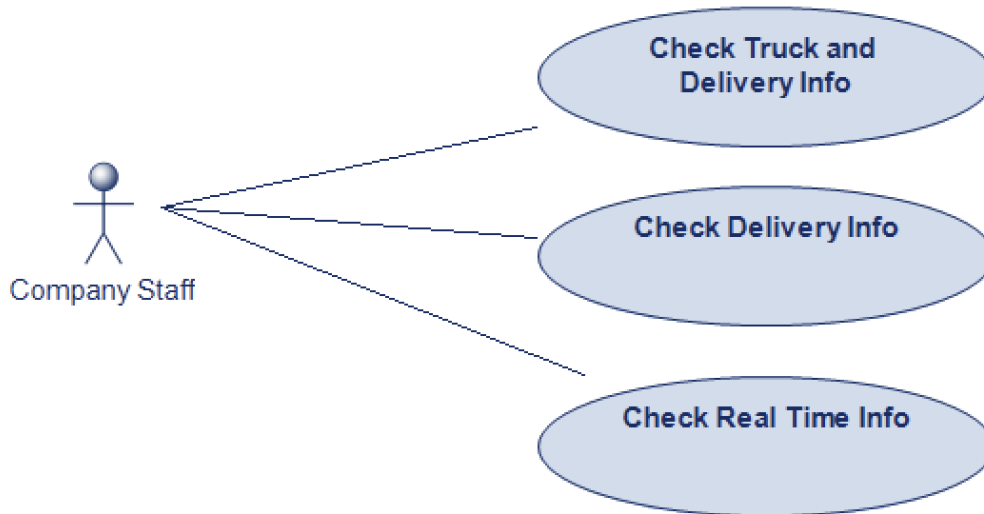 Check Truck and
Delivery Info
Check Delivery Info
Company Staff
Check Real Time Info